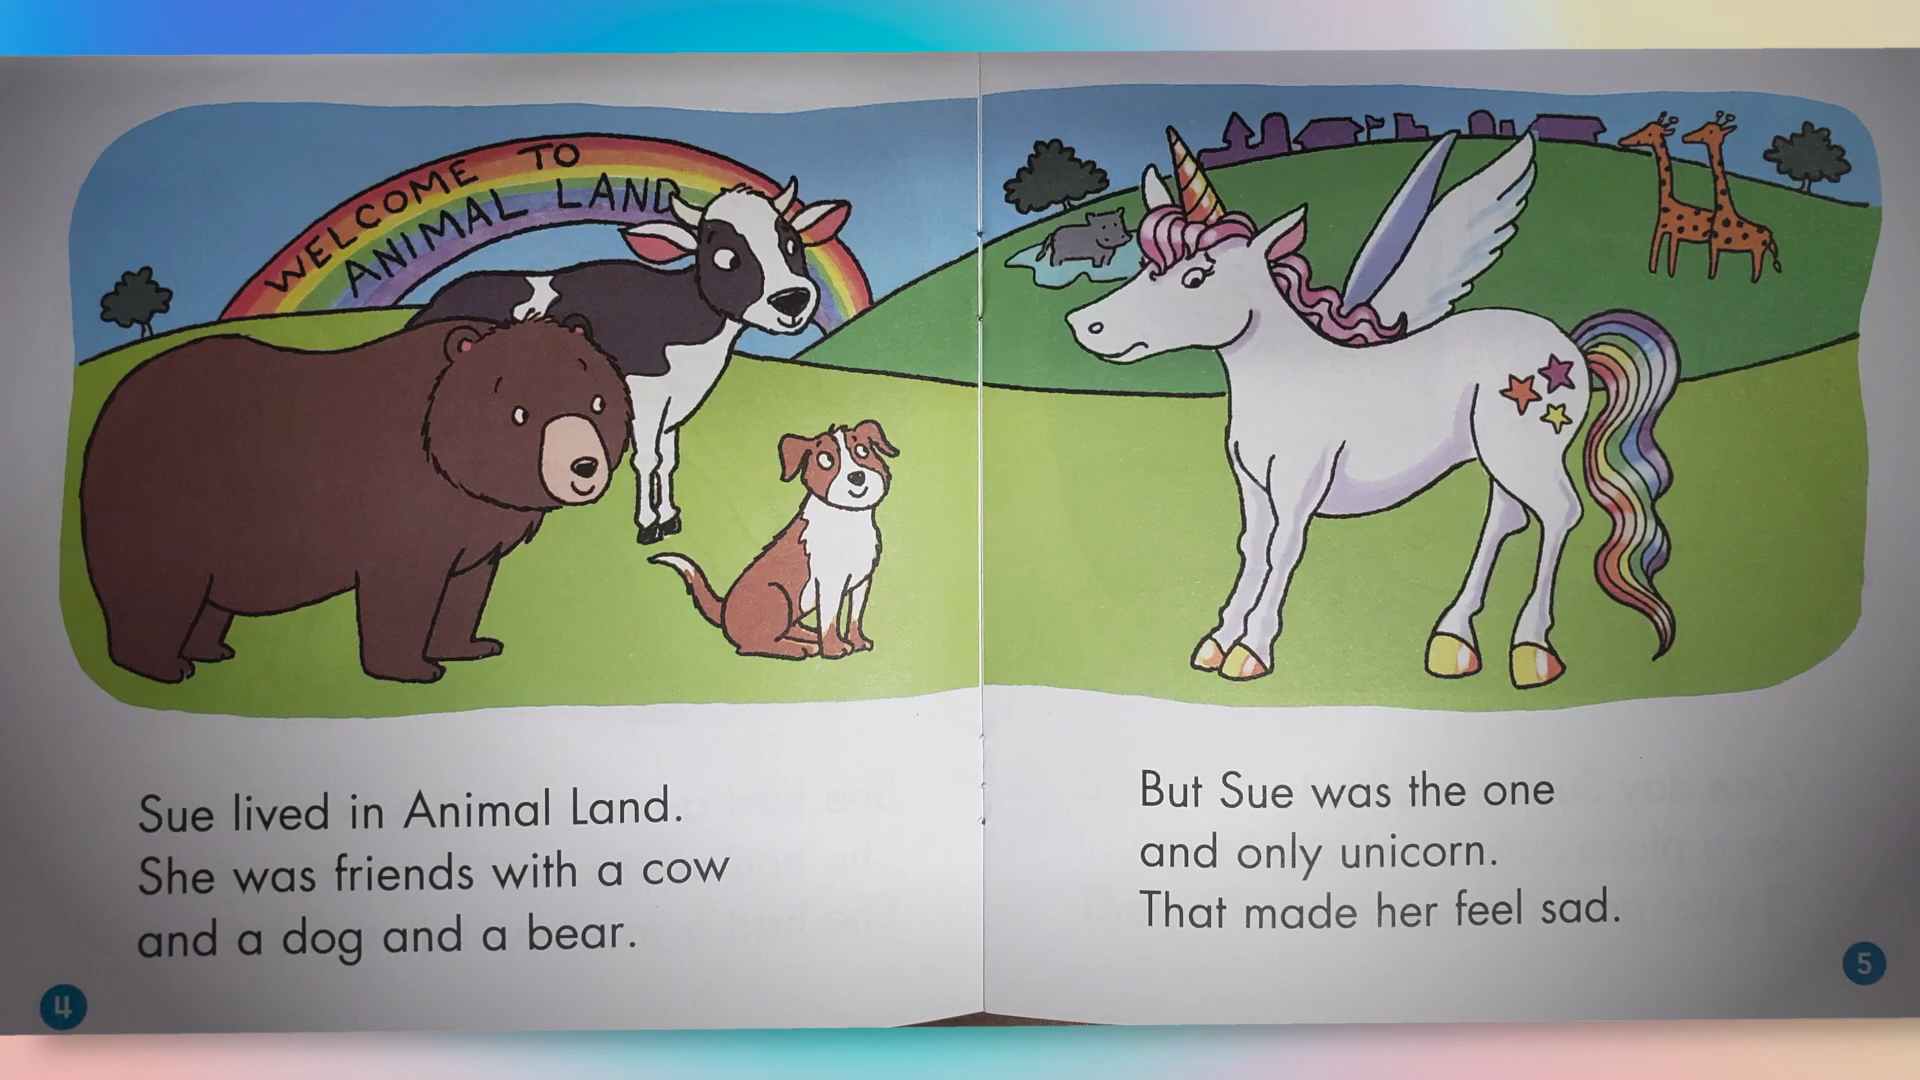 WELCOME TO
ANIMAL LAND
Sue lived in Animal Land.
She was friends with a cow
and a dog and a bear.
4
But Sue was the one
and only unicorn.
That made her feel sad.
5